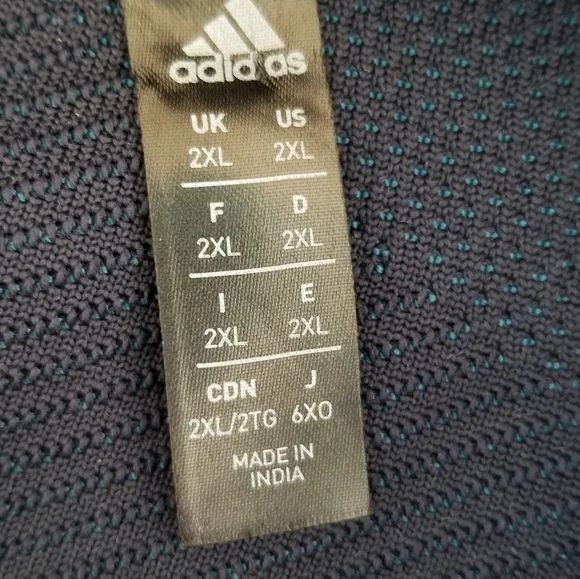 adidas
UK US
2XL 2XL
F D
2XL 2XL
I E
2XL 2XL
CDN J
2XL/2TG 6XO
MADE IN
INDIA